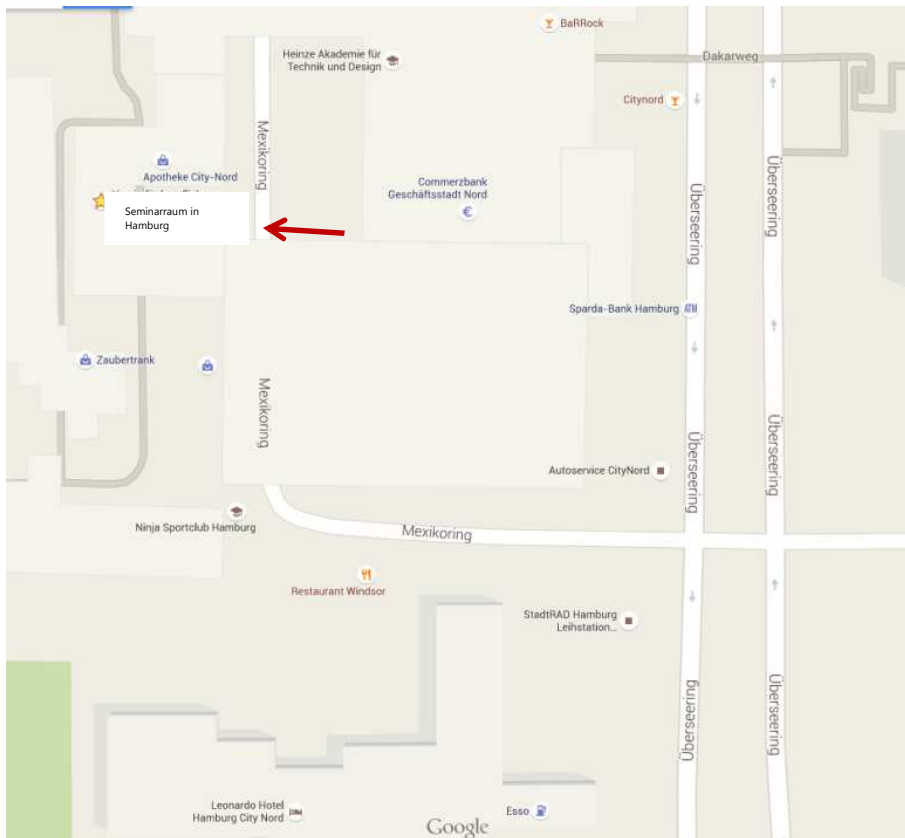 BaRRock
Heinze Akademie für
Technik und Design
Dakarweg
Citynord
Mexikoring
Apotheke City-Nord
Commerzbank
Geschäftsstadt Nord
€
Überseering
Überseering
Seminarraum in
Hamburg
Sparda-Bank Hamburg
Zaubertrank
Mexikoring
Überseering
Überseering
Autoservice CityNord
Ninja Sportclub Hamburg
Mexikoring
Restaurant Windsor
StadtRAD Hamburg
Leihstation...
Überseering
Überseering
Leonardo Hotel
Hamburg City Nord
Esso
Google